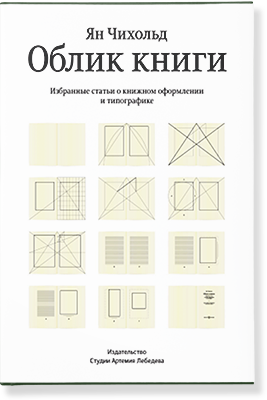 Ян Чихольд
Облик книги
Избранные статьи о книжном оформлении
и типографике
Издательство
Студии Артемия Лебедева